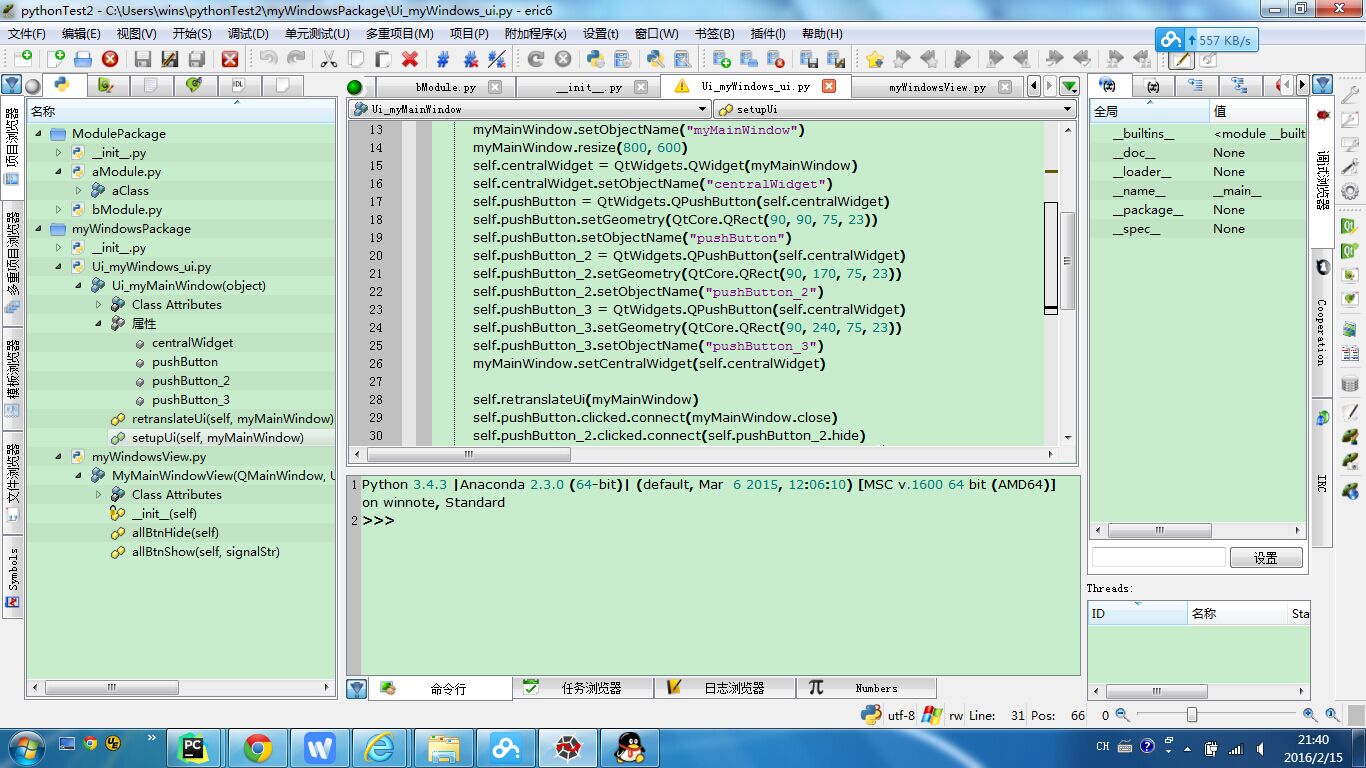 pythonTest2 - C:\Users\wins\pythonTest2\myWindowsPackage\Ui_myWindows_ui.py - eric6
文件(F) 编辑(E) 视图(V) 开始(S) 调试(D) 单元测试(U) 多重项目(M) 项目(P) 附加程序(x) 设置(t) 窗口(W) 书签(B) 插件(l) 帮助(H)
557 KB/s
bModule.py __init__.py Ui_myWindows_ui.py myWindowsView.py
项目浏览器
多重项目浏览器
模板浏览器
文件浏览器
Symbols
名称
ModulePackage
__init__.py
aModule.py
aClass
bModule.py
myWindowsPackage
__init__.py
Ui_myWindows_ui.py
Ui_myMainWindow(object)
Class Attributes
属性
centralWidget
pushButton
pushButton_2
pushButton_3
retranslateUi(self, myMainWindow)
setupUi(self, myMainWindow)
myWindowsView.py
MyMainWindowView(QMainWindow, U
Class Attributes
__init__(self)
allBtnHide(self)
allBtnShow(self, signalStr)
Ui_myMainWindow setupUi
13 myMainWindow.setObjectName("myMainWindow")
14 myMainWindow.resize(800, 600)
15 self.centralWidget = QtWidgets.QWidget(myMainWindow)
16 self.centralWidget.setObjectName("centralWidget")
17 self.pushButton = QtWidgets.QPushButton(self.centralWidget)
18 self.pushButton.setGeometry(QtCore.QRect(90, 90, 75, 23))
19 self.pushButton.setObjectName("pushButton")
20 self.pushButton_2 = QtWidgets.QPushButton(self.centralWidget)
21 self.pushButton_2.setGeometry(QtCore.QRect(90, 170, 75, 23))
22 self.pushButton_2.setObjectName("pushButton_2")
23 self.pushButton_3 = QtWidgets.QPushButton(self.centralWidget)
24 self.pushButton_3.setGeometry(QtCore.QRect(90, 240, 75, 23))
25 self.pushButton_3.setObjectName("pushButton_3")
26 myMainWindow.setCentralWidget(self.centralWidget)
27
28 self.retranslateUi(myMainWindow)
29 self.pushButton.clicked.connect(myMainWindow.close)
30 self.pushButton_2.clicked.connect(self.pushButton_2.hide)
1 Python 3.4.3 |Anaconda 2.3.0 (64-bit)| (default, Mar  6 2015, 12:06:10) [MSC v.1600 64 bit (AMD64)]
on winnote, Standard
2 >>>
命令行 任务浏览器 日志浏览器 Numbers
全局 值
__builtins__ <module __built
__doc__ None
__loader__ None
__name__ __main__
__package__ None
__spec__ None
设置
Threads:
ID 名称 Sta
调试浏览器
Cooperation
IRC
utf-8 rw Line: 31 Pos: 66 0
CH
21:40
2016/2/15